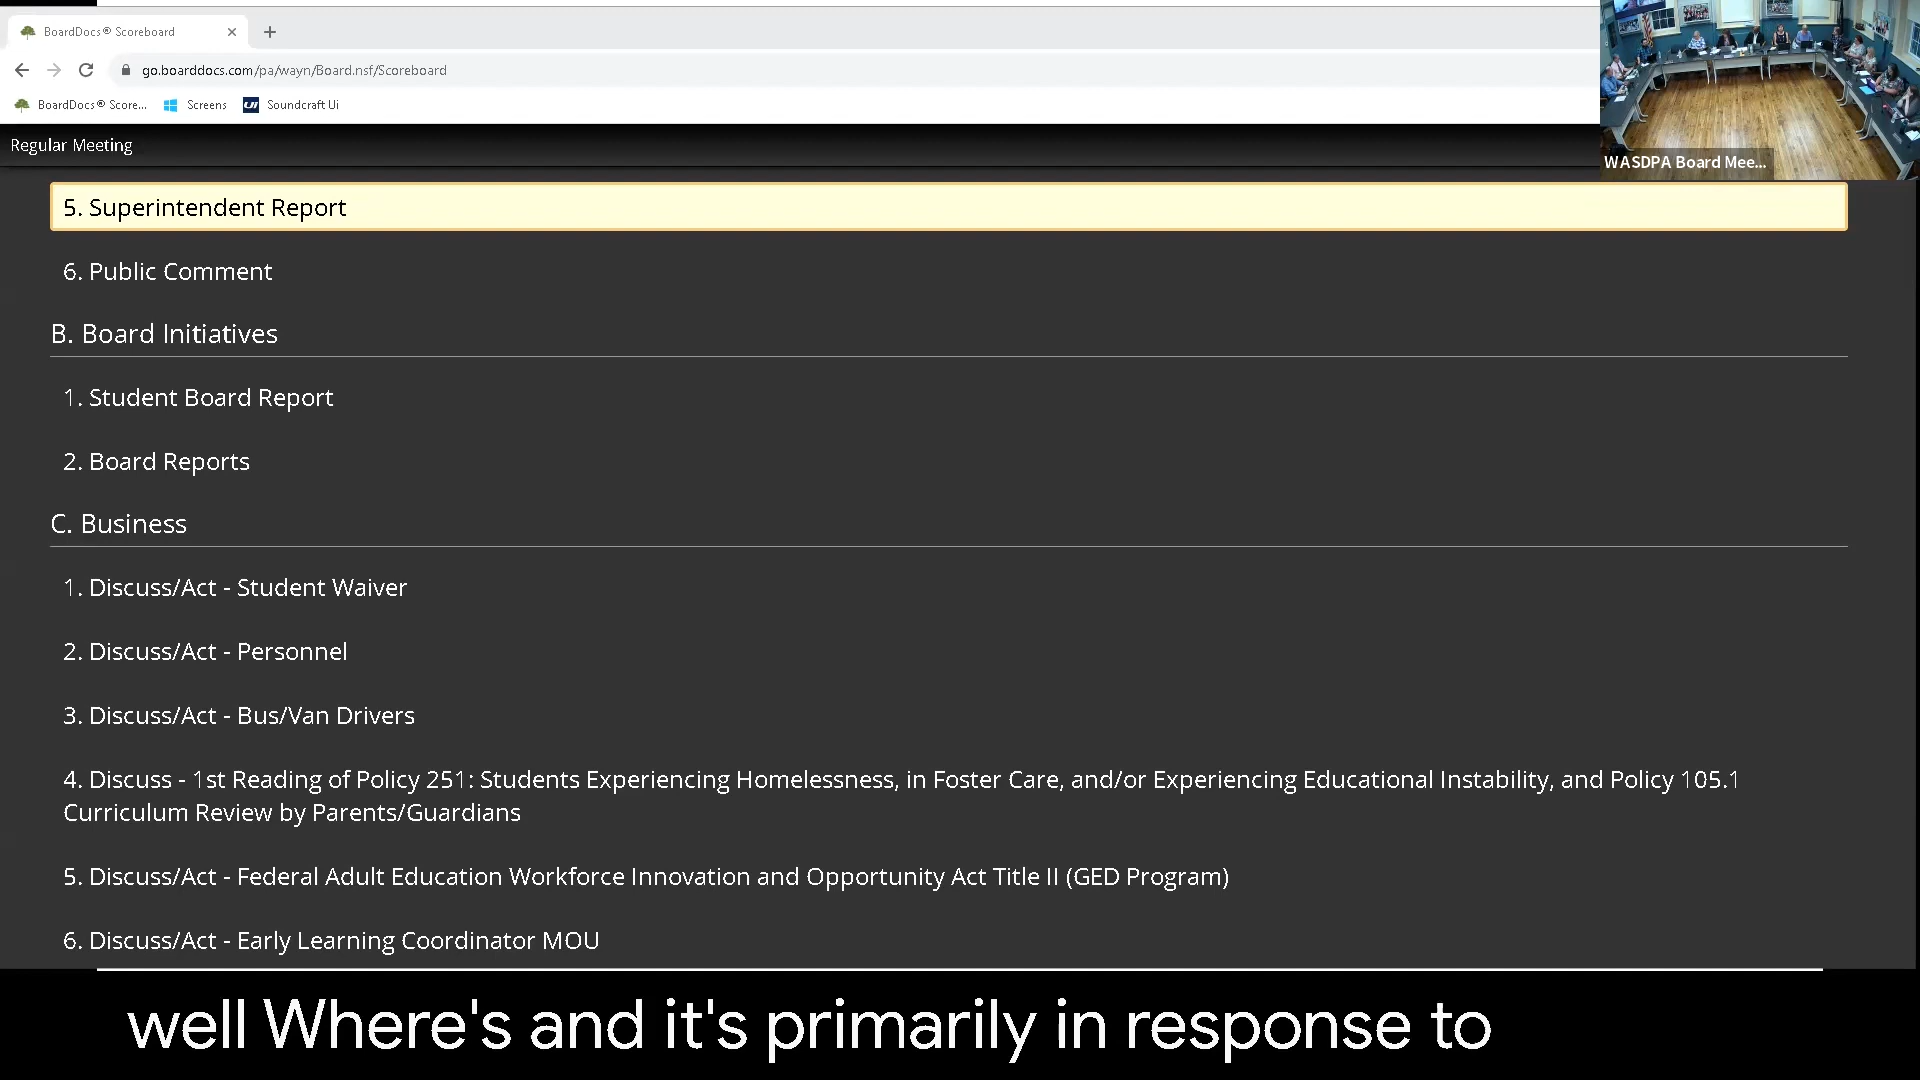 BoardDocs® Scoreboard
go.boarddocs.com/pa/wayn/Board.nsf/Scoreboard
BoardDocs® Score... Screens Soundcraft Ui
Regular Meeting
WASDPA Board Mee...
5. Superintendent Report
6. Public Comment
B. Board Initiatives
1. Student Board Report
2. Board Reports
C. Business
1. Discuss/Act - Student Waiver
2. Discuss/Act - Personnel
3. Discuss/Act - Bus/Van Drivers
4. Discuss - 1st Reading of Policy 251: Students Experiencing Homelessness, in Foster Care, and/or Experiencing Educational Instability, and Policy 105.1
Curriculum Review by Parents/Guardians
5. Discuss/Act - Federal Adult Education Workforce Innovation and Opportunity Act Title II (GED Program)
6. Discuss/Act - Early Learning Coordinator MOU
well Where's and it's primarily in response to